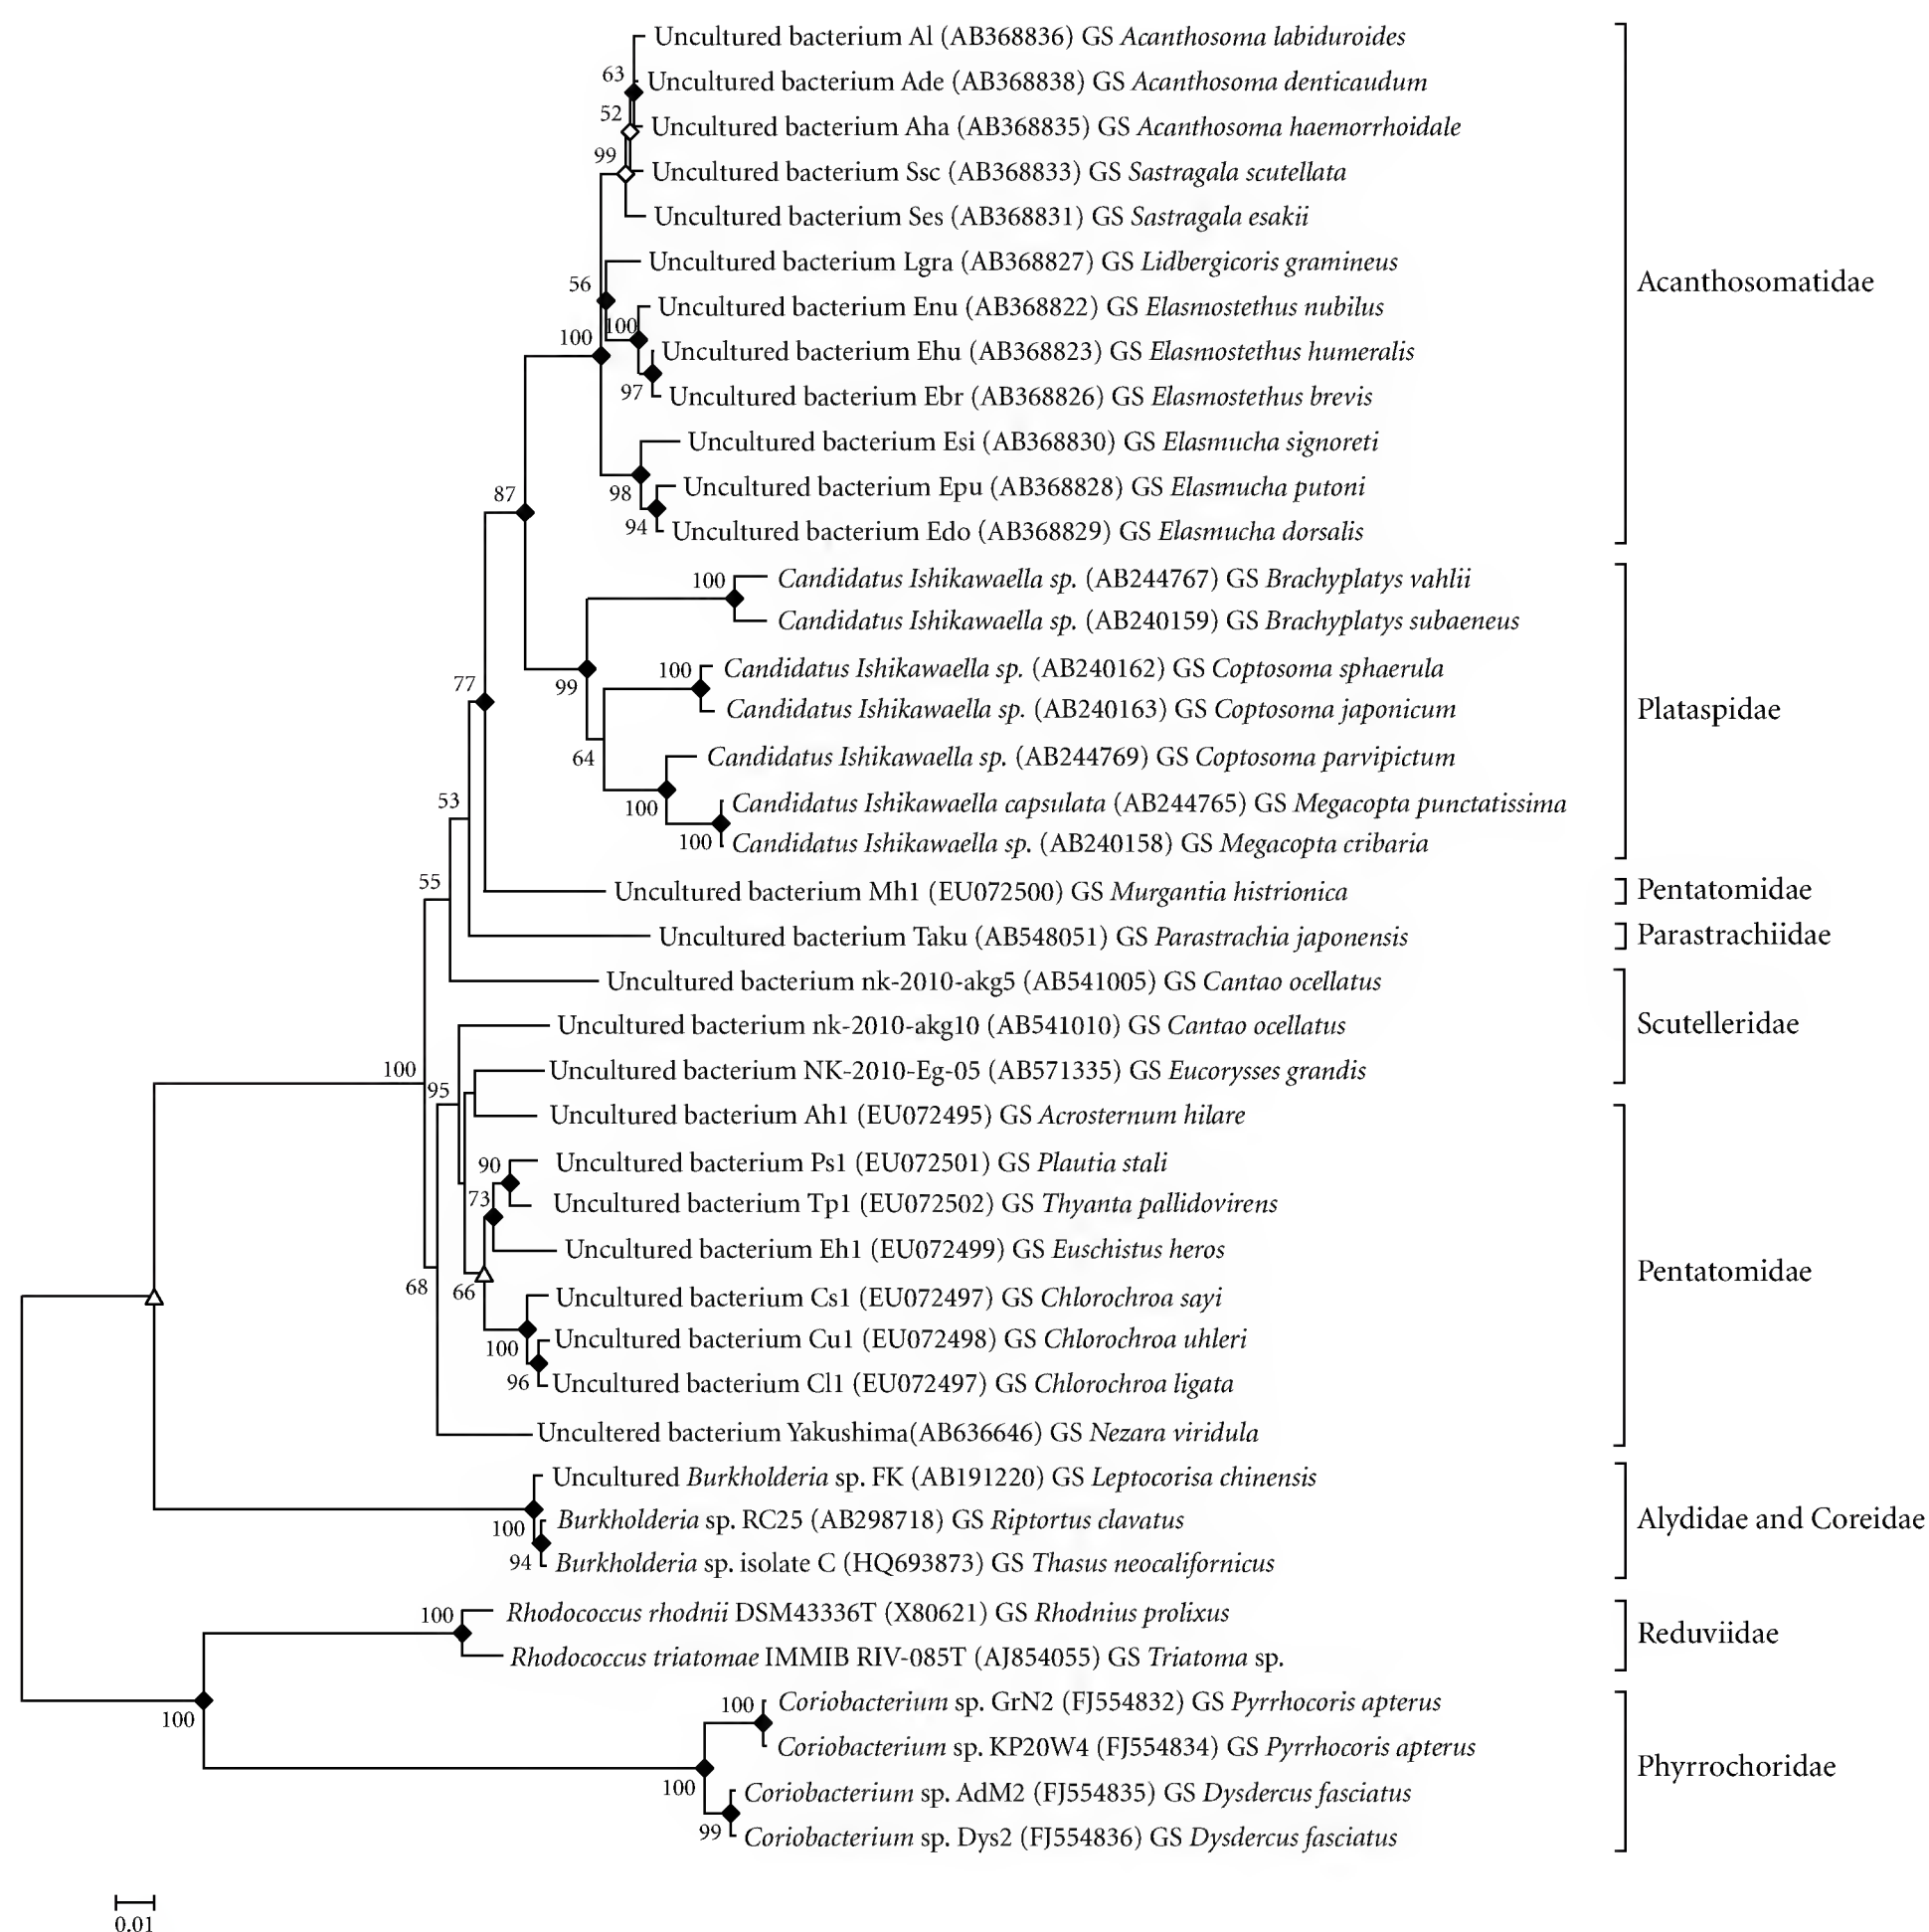 Uncultured bacterium Al (AB368836) GS Acanthosoma labiduroides
63
Uncultured bacterium Ade (AB368838) GS Acanthosoma denticaudum
52
Uncultured bacterium Aha (AB368835) GS Acanthosoma haemorrhoidale
99
Uncultured bacterium Ssc (AB368833) GS Sastragala scutellata
Uncultured bacterium Ses (AB368831) GS Sastragala esakii
Uncultured bacterium Lgra (AB368827) GS Lidbergicoris gramineus
56
Acanthosomatidae
Uncultured bacterium Enu (AB368822) GS Elasmostethus nubilus
100
100
Uncultured bacterium Ehu (AB368823) GS Elasmostethus humeralis
97
Uncultured bacterium Ebr (AB368826) GS Elasmostethus brevis
Uncultured bacterium Esi (AB368830) GS Elasmucha signoreti
87
98
Uncultured bacterium Epu (AB368828) GS Elasmucha putoni
94
Uncultured bacterium Edo (AB368829) GS Elasmucha dorsalis
100
Candidatus Ishikawaella sp. (AB244767) GS Brachyplatys vahlii
Candidatus Ishikawaella sp. (AB240159) GS Brachyplatys subaeneus
100
Candidatus Ishikawaella sp. (AB240162) GS Coptosoma sphaerula
77
99
Candidatus Ishikawaella sp. (AB240163) GS Coptosoma japonicum
Plataspidae
64
Candidatus Ishikawaella sp. (AB244769) GS Coptosoma parvipictum
53
100
Candidatus Ishikawaella capsulata (AB244765) GS Megacopta punctatissima
100
Candidatus Ishikawaella sp. (AB240158) GS Megacopta cribaria
55
Uncultured bacterium Mh1 (EU072500) GS Murgantia histrionica
Pentatomidae
Uncultured bacterium Taku (AB548051) GS Parastrachia japonensis
Parastrachiidae
Uncultured bacterium nk-2010-akg5 (AB541005) GS Cantao ocellatus
Uncultured bacterium nk-2010-akg10 (AB541010) GS Cantao ocellatus
Scutelleridae
100
95
Uncultured bacterium NK-2010-Eg-05 (AB571335) GS Eucorysses grandis
Uncultured bacterium Ah1 (EU072495) GS Acrosternum hilare
90
Uncultured bacterium Ps1 (EU072501) GS Plautia stali
73
Uncultured bacterium Tp1 (EU072502) GS Thyanta pallidovirens
Uncultured bacterium Eh1 (EU072499) GS Euschistus heros
Pentatomidae
68
66
Uncultured bacterium Cs1 (EU072497) GS Chlorochroa sayi
100
Uncultured bacterium Cu1 (EU072498) GS Chlorochroa uhleri
96
Uncultured bacterium Cl1 (EU072497) GS Chlorochroa ligata
Uncultered bacterium Yakushima(AB636646) GS Nezara viridula
Uncultured Burkholderia sp. FK (AB191220) GS Leptocorisa chinensis
100
Burkholderia sp. RC25 (AB298718) GS Riptortus clavatus
Alydidae and Coreidae
94
Burkholderia sp. isolate C (HQ693873) GS Thasus neocalifornicus
100
Rhodococcus rhodnii DSM43336T (X80621) GS Rhodnius prolixus
Reduviidae
Rhodococcus triatomae IMMIB RIV-085T (AJ854055) GS Triatoma sp.
100
100
Coriobacterium sp. GrN2 (FJ554832) GS Pyrrhocoris apterus
Coriobacterium sp. KP20W4 (FJ554834) GS Pyrrhocoris apterus
Phyrrochoridae
100
Coriobacterium sp. AdM2 (FJ554835) GS Dysdercus fasciatus
99
Coriobacterium sp. Dys2 (FJ554836) GS Dysdercus fasciatus
0.01